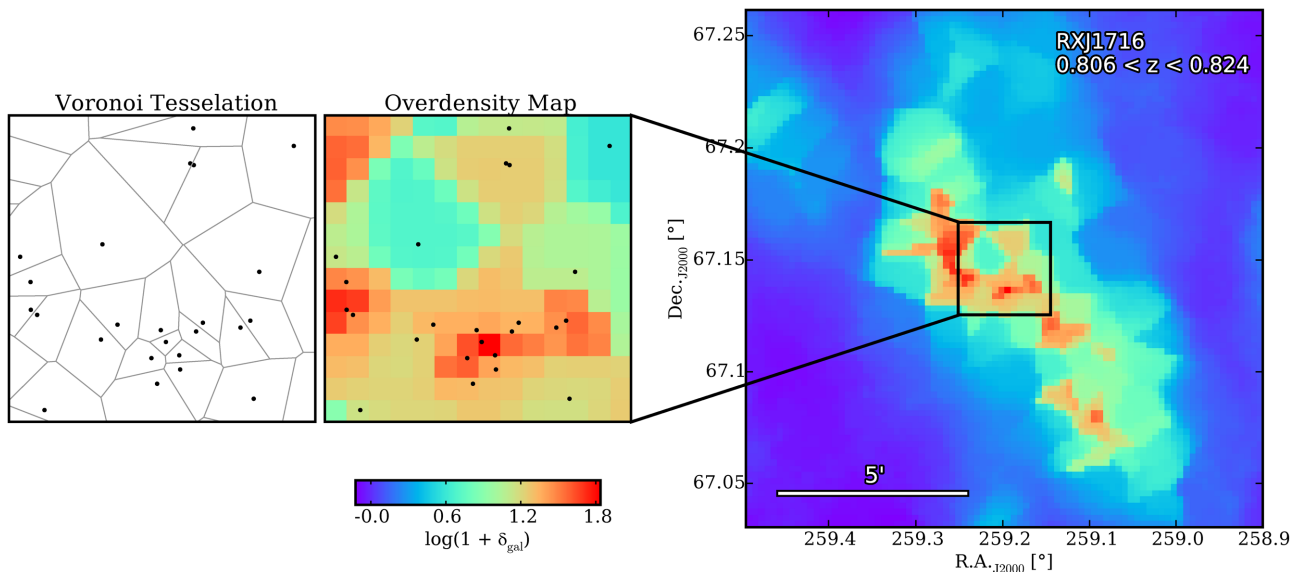 Voronoi Tesselation
Overdensity Map
RXJ1716
0.806 < z < 0.824
67.25
67.2
67.15
67.1
67.05
Dec.J2000 [°]
5'
259.4 259.3 259.2 259.1 259.0 258.9
R.A.J2000 [°]
-0.0 0.6 1.2 1.8
log(1 + δgal)